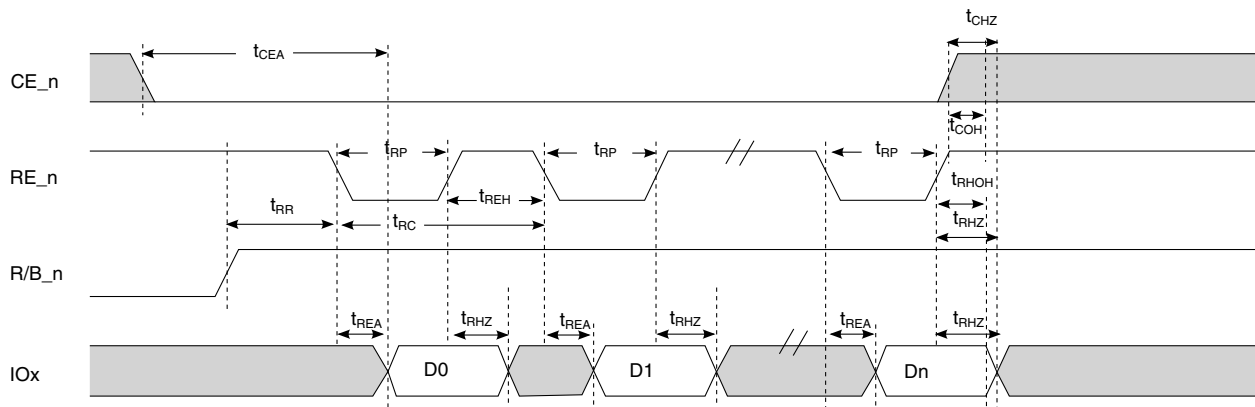 tCHZ
tCEA
CE_n
tCOH
tRP tRP tRP
RE_n
tREH tRHOH
tRR tRC tRHZ
R/B_n
tREA tRHZ tREA tRHZ tREA tRHZ
IOx D0 D1 Dn